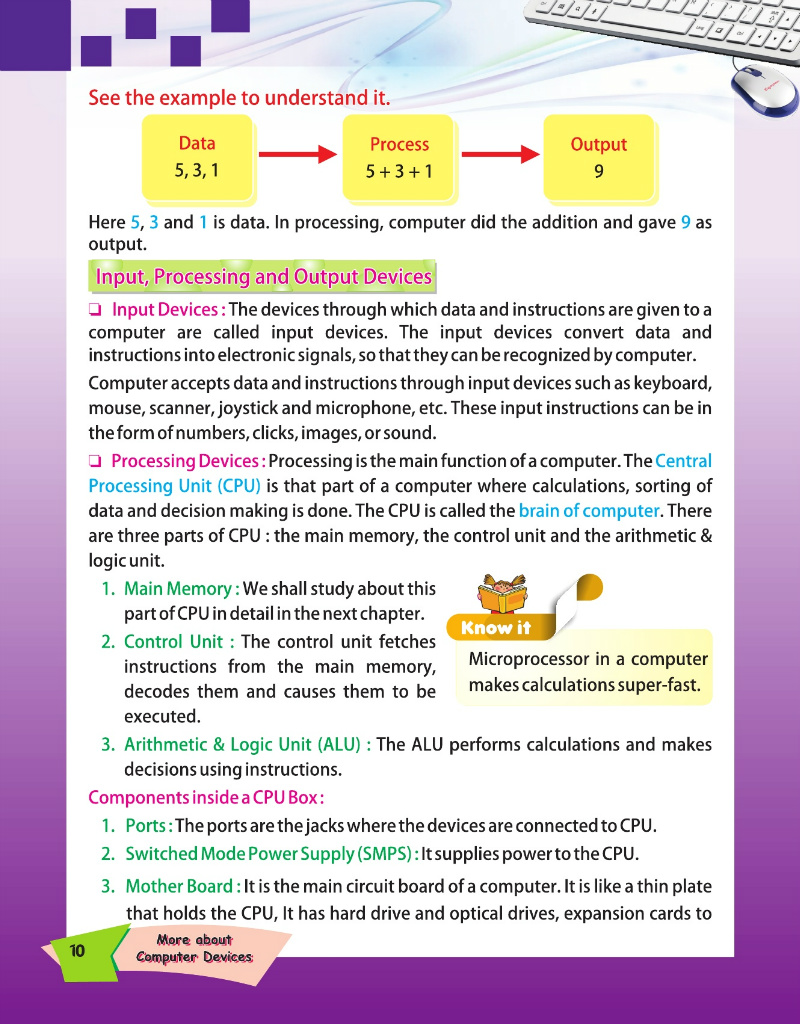 See the example to understand it.
Data
5, 3, 1
Process
5 + 3 + 1
Output
9
Here 5, 3 and 1 is data. In processing, computer did the addition and gave 9 as
output.
Input, Processing and Output Devices
❑ Input Devices : The devices through which data and instructions are given to a
computer are called input devices. The input devices convert data and
instructions into electronic signals, so that they can be recognized by computer.
Computer accepts data and instructions through input devices such as keyboard,
mouse, scanner, joystick and microphone, etc. These input instructions can be in
the form of numbers, clicks, images, or sound.
❑ Processing Devices : Processing is the main function of a computer. The Central
Processing Unit (CPU) is that part of a computer where calculations, sorting of
data and decision making is done. The CPU is called the brain of computer. There
are three parts of CPU : the main memory, the control unit and the arithmetic &
logic unit.
1. Main Memory : We shall study about this
part of CPU in detail in the next chapter.
2. Control Unit : The control unit fetches
instructions from the main memory,
decodes them and causes them to be
executed.
Know it
Microprocessor in a computer
makes calculations super-fast.
3. Arithmetic & Logic Unit (ALU) : The ALU performs calculations and makes
decisions using instructions.
Components inside a CPU Box :
1. Ports : The ports are the jacks where the devices are connected to CPU.
2. Switched Mode Power Supply (SMPS) : It supplies power to the CPU.
3. Mother Board : It is the main circuit board of a computer. It is like a thin plate
that holds the CPU, It has hard drive and optical drives, expansion cards to
10
More about
Computer Devices